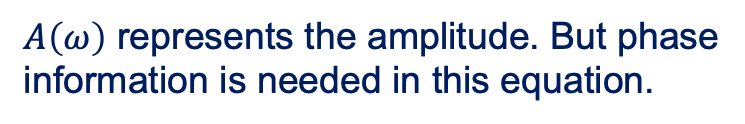 A(ω) represents the amplitude. But phase
information is needed in this equation.